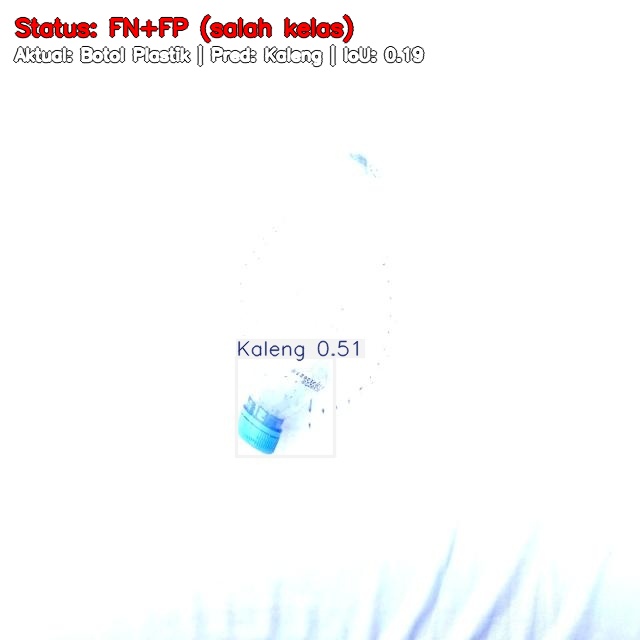 Status: FN+FP (salah kelas)
Aktual: Botol Plastik | Pred: Kaleng | IoU: 0.19
Kaleng 0.51